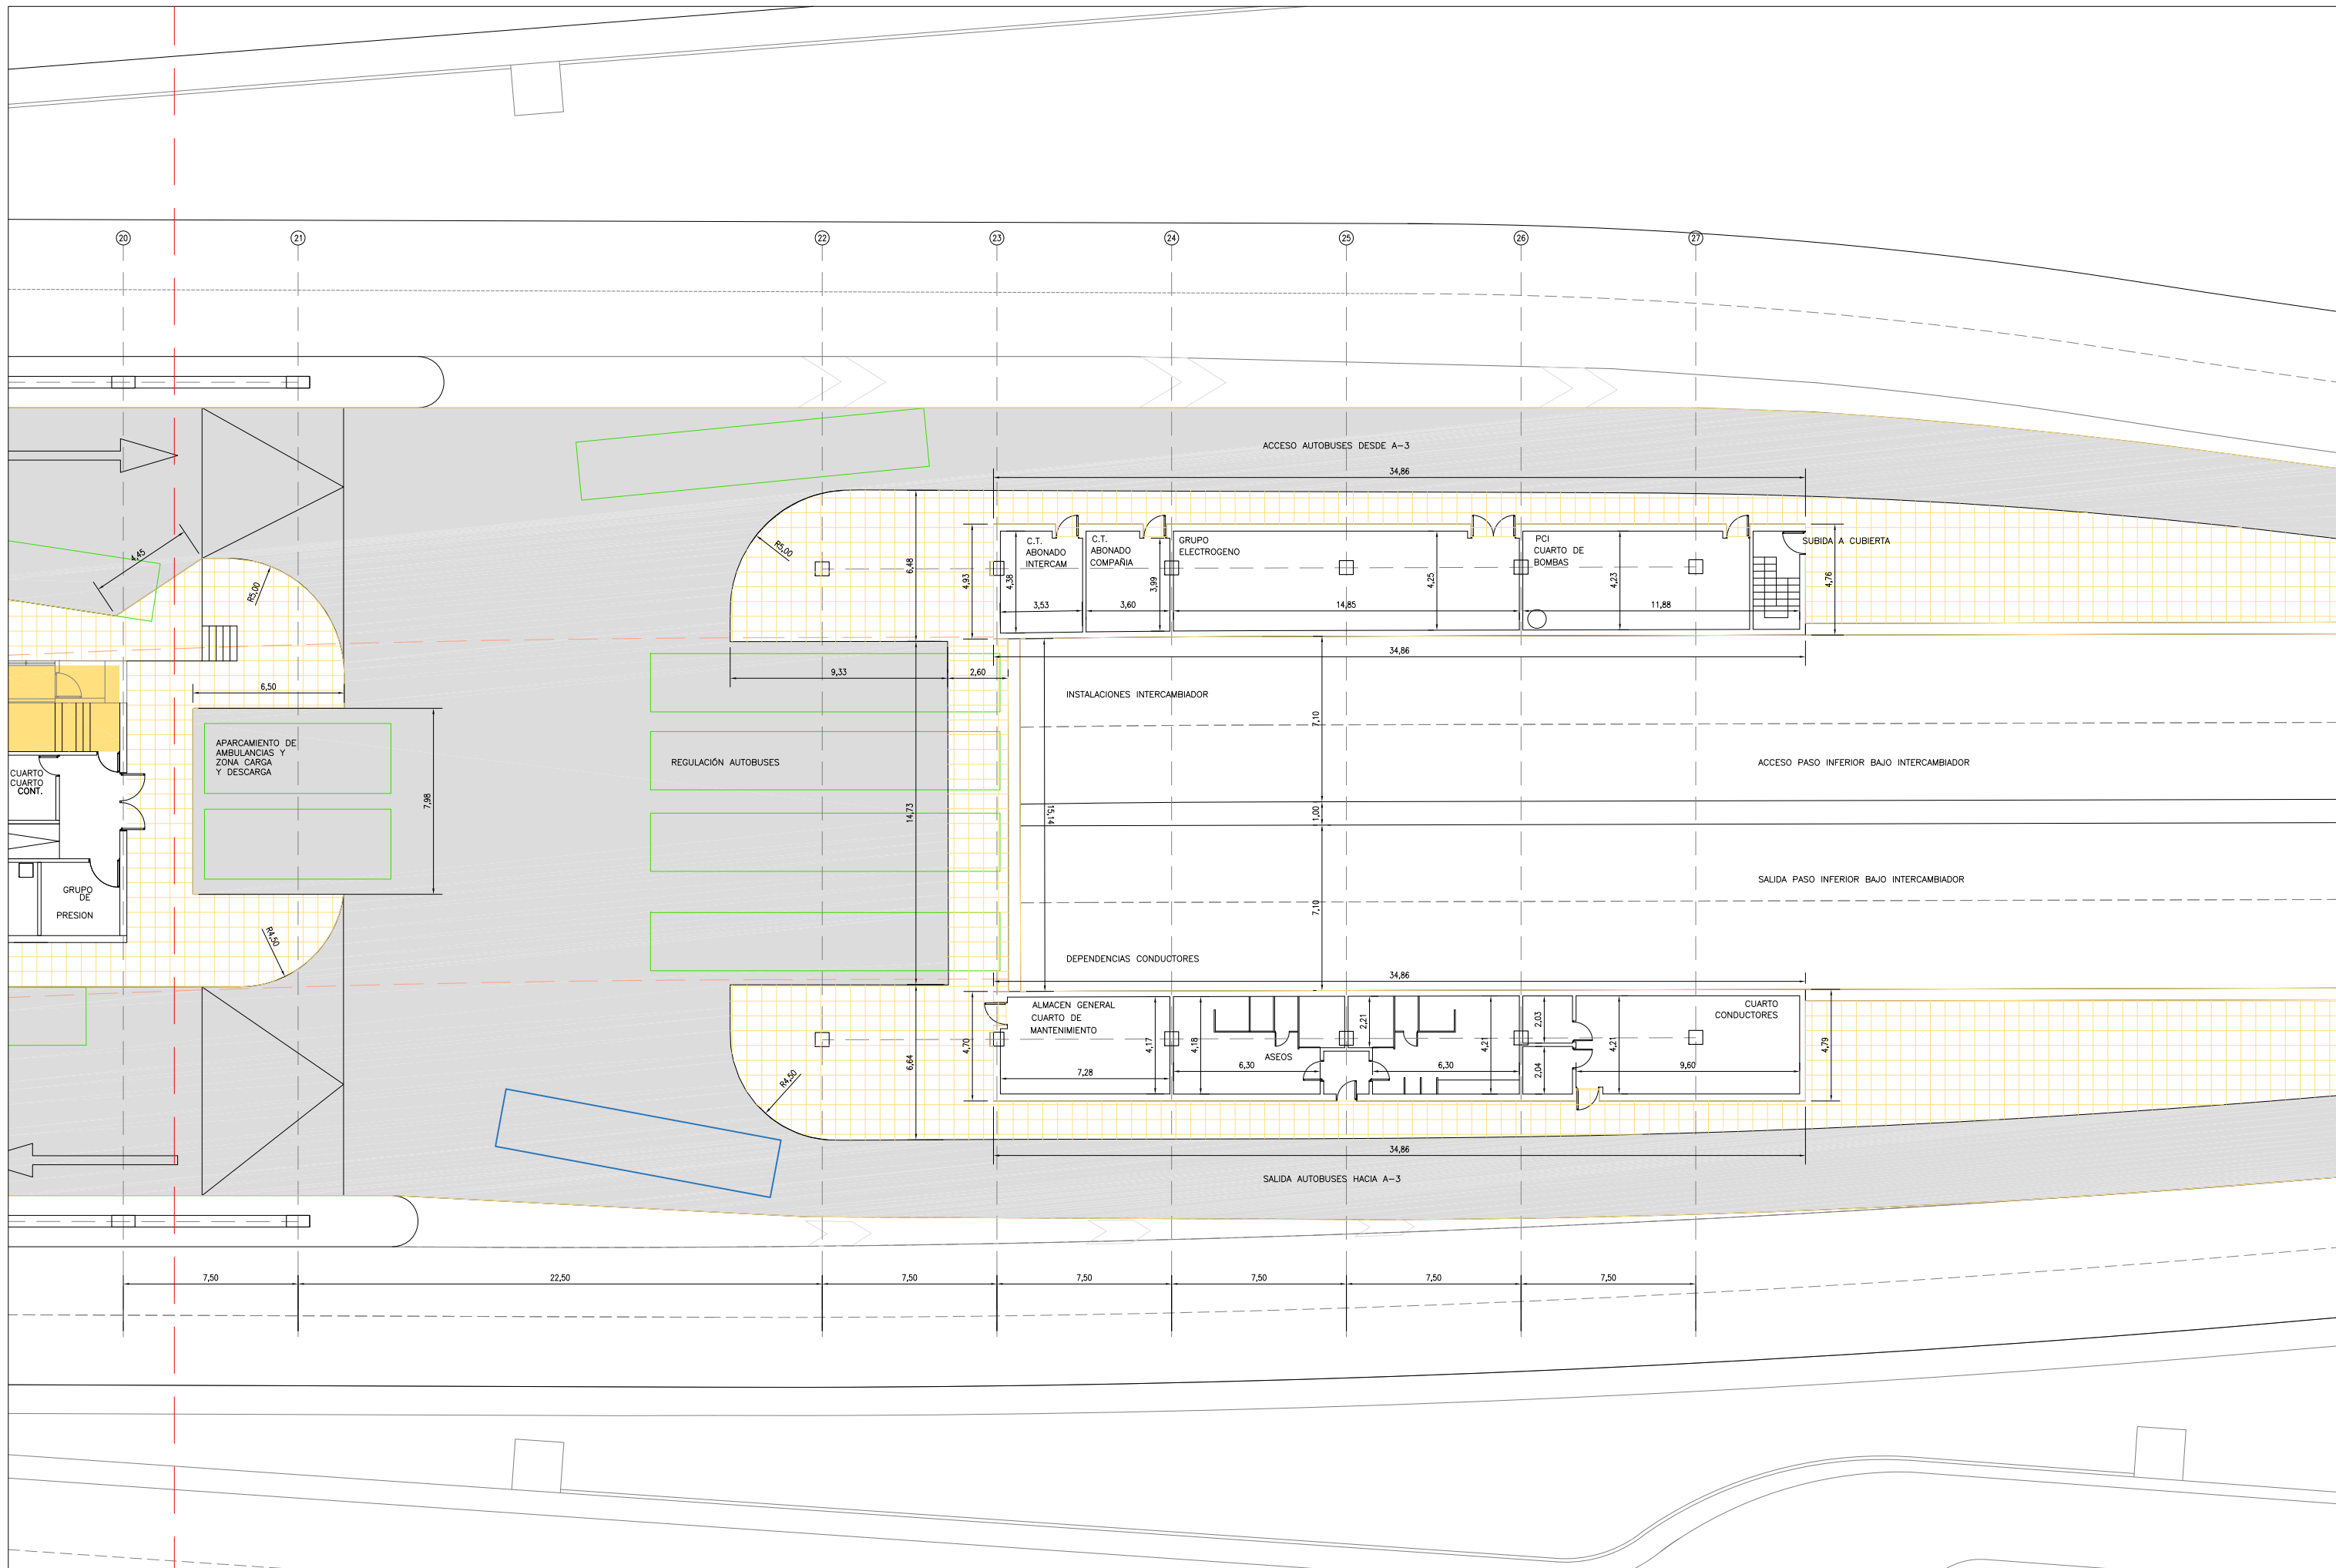 20
21
22
23
24
25
26
27
ACCESO AUTOBUSES DESDE A-3
34,86
4,45
R5,00
R5,00
6,48
4,93
4,38
C.T.
ABONADO
INTERCAM
3,53
C.T.
ABONADO
COMPAÑIA
3,99
3,60
GRUPO
ELECTROGENO
14,85
4,25
PCI
CUARTO DE
BOMBAS
4,23
11,88
SUBIDA A CUBIERTA
4,76
34,86
6,50
9,33
2,60
INSTALACIONES INTERCAMBIADOR
7,10
APARCAMIENTO DE
AMBULANCIAS Y
ZONA CARGA
Y DESCARGA
7,98
REGULACIÓN AUTOBUSES
ACCESO PASO INFERIOR BAJO INTERCAMBIADOR
CUARTO
CUARTO
CONT.
14,73
15,14
1,00
SALIDA PASO INFERIOR BAJO INTERCAMBIADOR
GRUPO
DE
PRESION
7,10
R4,50
DEPENDENCIAS CONDUCTORES
34,86
ALMACEN GENERAL
CUARTO DE
MANTENIMIENTO
4,70
4,17
4,18
7,28
6,64
R4,50
ASEOS
6,30
2,21
6,30
4,21
2,03
2,04
4,21
CUARTO
CONDUCTORES
9,60
4,79
34,86
SALIDA AUTOBUSES HACIA A-3
7,50
22,50
7,50
7,50
7,50
7,50
7,50